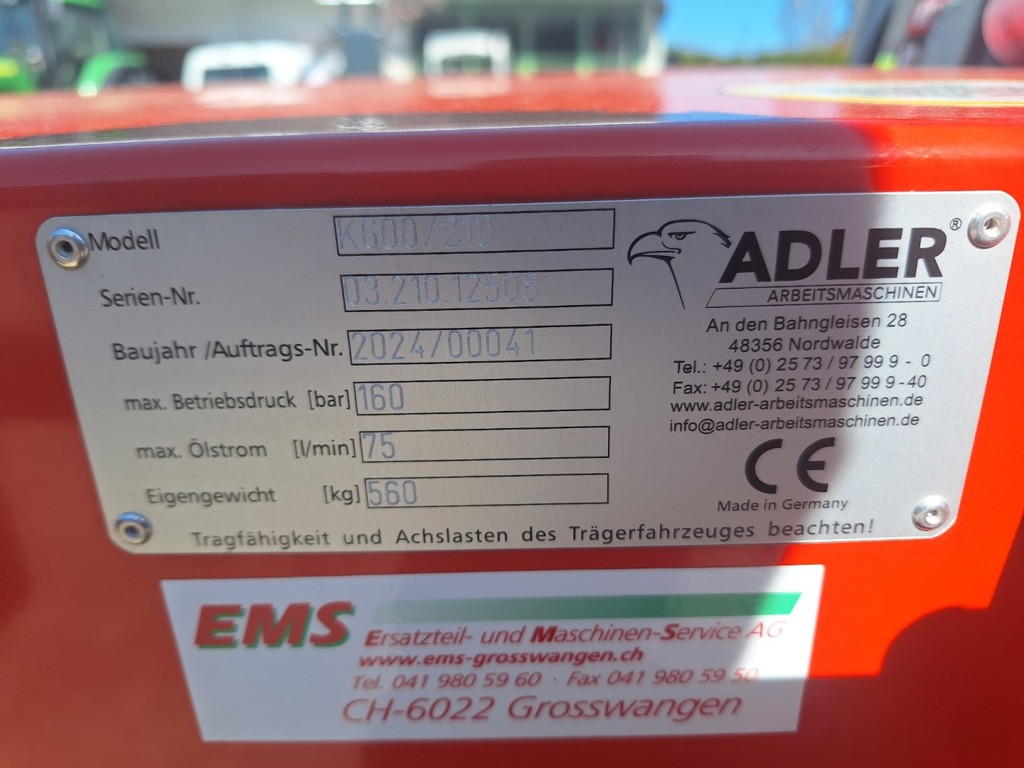 Modell K600/210
Serien-Nr. 03.210.12508
Baujahr /Auftrags-Nr. 2024/00041
max. Betriebsdruck [bar] 160
max. Ölstrom [l/min] 75
Eigengewicht [kg] 560
ADLER®
ARBEITSMASCHINEN
An den Bahngleisen 28
48356 Nordwalde
Tel.: +49 (0) 25 73 / 97 99 9 - 0
Fax: +49 (0) 25 73 / 97 99 9 - 40
www.adler-arbeitsmaschinen.de
info@adler-arbeitsmaschinen.de
CE
Made in Germany
Tragfähigkeit und Achslasten des Trägerfahrzeuges beachten!
EMS
Ersatzteil- und Maschinen-Service AG
www.ems-grosswangen.ch
Tel. 041 980 59 60 · Fax 041 980 59 50
CH-6022 Grosswangen